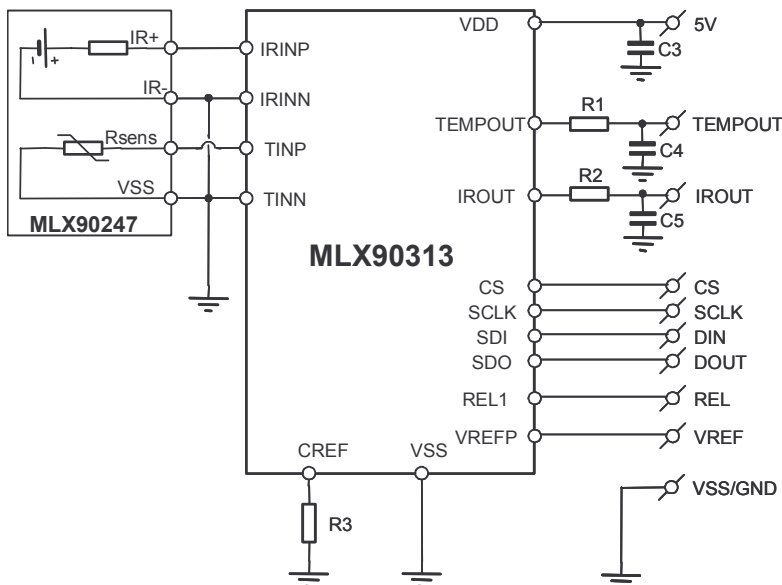 VDD
5V
C3
IR+
IRINP
IR-
IRINN
Rsens
TINP
VSS
TINN
MLX90247
R1
TEMPOUT
TEMPOUT
C4
R2
IROUT
IROUT
C5
MLX90313
CS
CS
SCLK
SCLK
SDI
DIN
SDO
DOUT
REL1
REL
VREFP
VREF
CREF
VSS
VSS/GND
R3